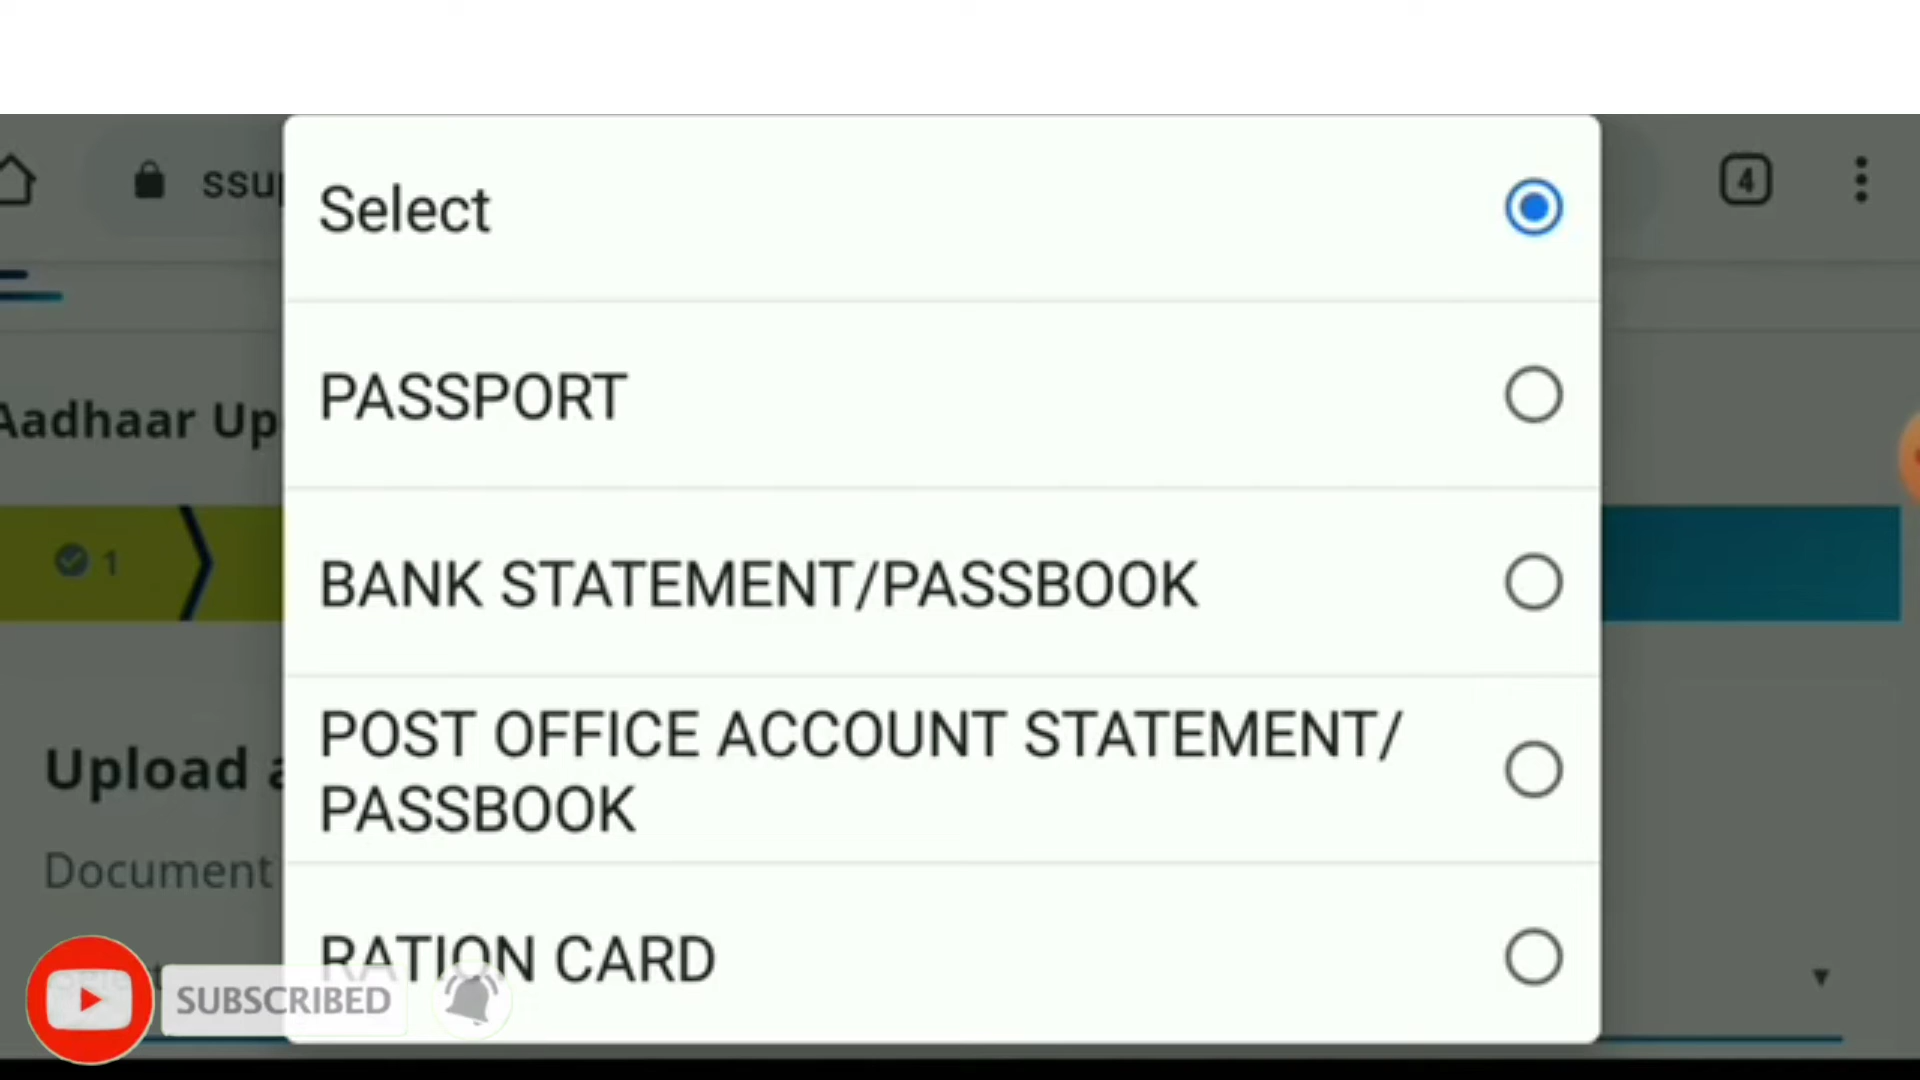 Select
ssu
4
PASSPORT
Aadhaar Up
1
BANK STATEMENT/PASSBOOK
POST OFFICE ACCOUNT STATEMENT/
PASSBOOK
Upload
Document
RATION CARD
SUBSCRIBED